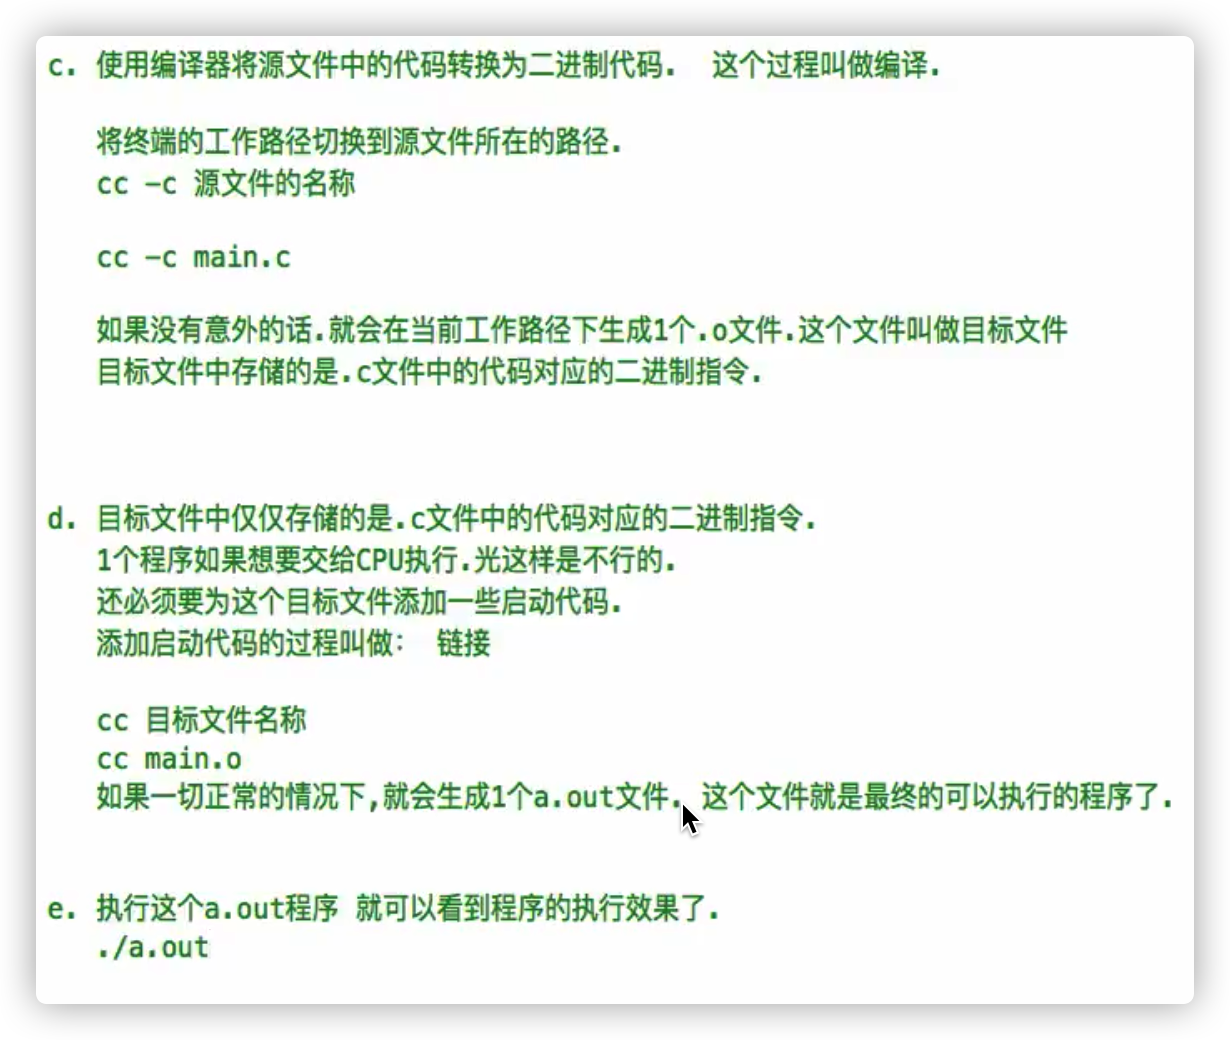 c. 使用编译器将源文件中的代码转换为二进制代码. 这个过程叫做编译.
将终端的工作路径切换到源文件所在的路径.
cc -c 源文件的名称
cc -c main.c
如果没有意外的话.就会在当前工作路径下生成1个.o文件.这个文件叫做目标文件
目标文件中存储的是.c文件中的代码对应的二进制指令.
d. 目标文件中仅仅存储的是.c文件中的代码对应的二进制指令.
1个程序如果想要交给CPU执行.光这样是不行的.
还必须要为这个目标文件添加一些启动代码.
添加启动代码的过程叫做: 链接
cc 目标文件名称
cc main.o
如果一切正常的情况下,就会生成1个a.out文件. 这个文件就是最终的可以执行的程序了.
e. 执行这个a.out程序 就可以看到程序的执行效果了.
./a.out